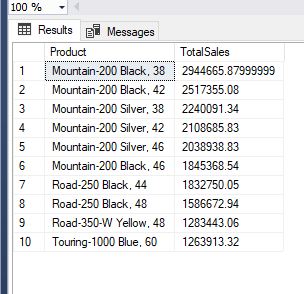 100 %
Results Messages
Product TotalSales
1 Mountain-200 Black, 38 2944665.87999999
2 Mountain-200 Black, 42 2517355.08
3 Mountain-200 Silver, 38 2240091.34
4 Mountain-200 Silver, 42 2108685.83
5 Mountain-200 Silver, 46 2038938.83
6 Mountain-200 Black, 46 1845368.54
7 Road-250 Black, 44 1832750.05
8 Road-250 Black, 48 1586672.94
9 Road-350-W Yellow, 48 1283443.06
10 Touring-1000 Blue, 60 1263913.32